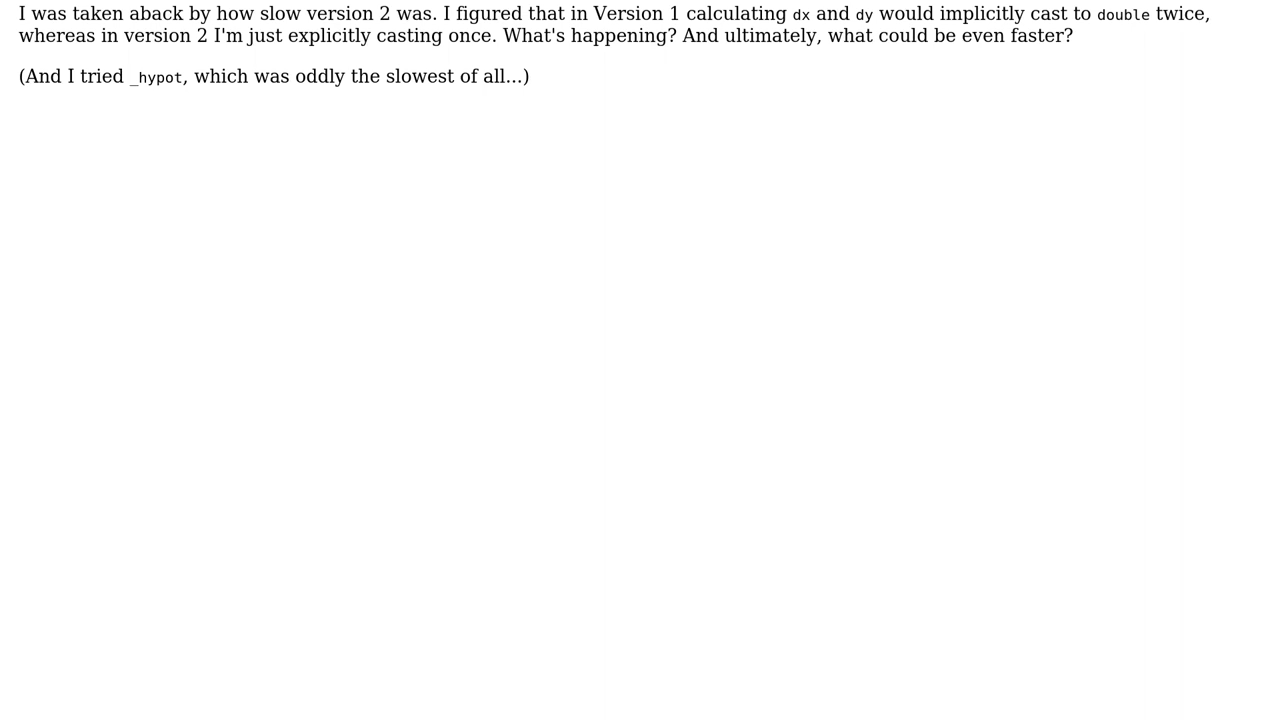 I was taken aback by how slow version 2 was. I figured that in Version 1 calculating dx and dy would implicitly cast to double twice,
whereas in version 2 I'm just explicitly casting once. What's happening? And ultimately, what could be even faster?
(And I tried _hypot, which was oddly the slowest of all...)